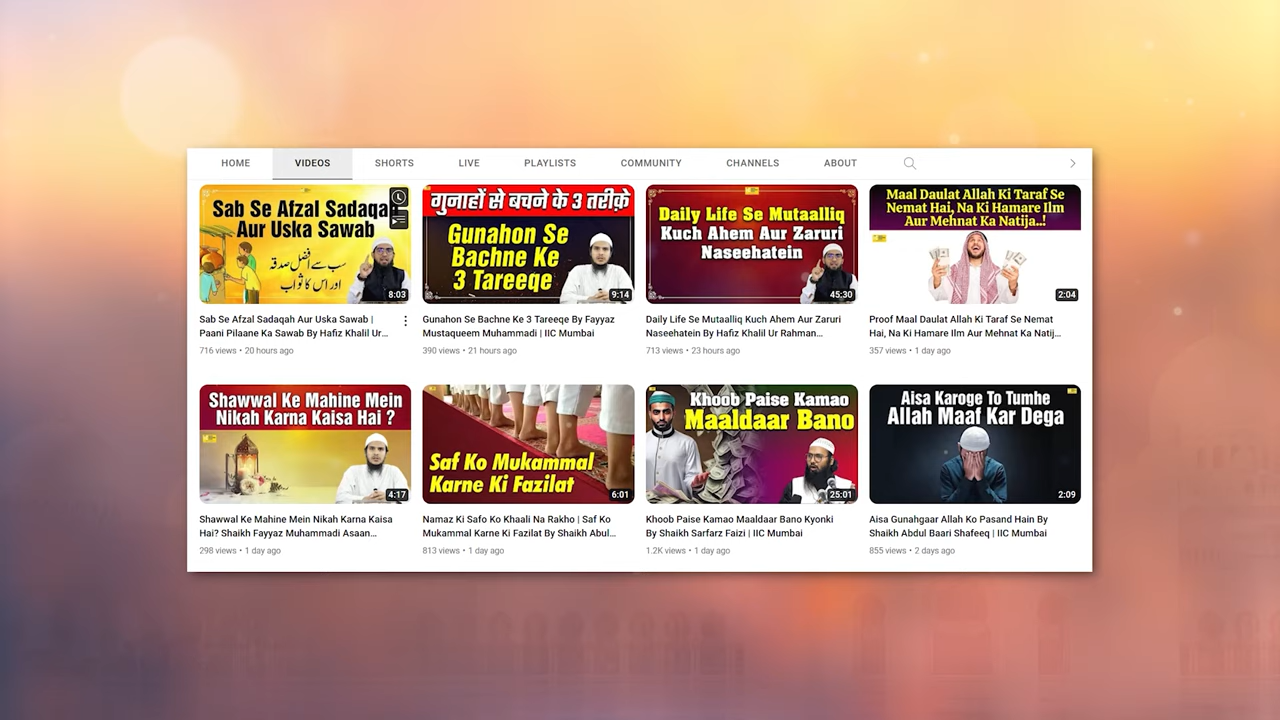 HOME VIDEOS SHORTS LIVE PLAYLISTS COMMUNITY CHANNELS ABOUT
Sab Se Afzal Sadaqa
Aur Uska Sawab
سب سے افضل صدقہ
اور اس کا ثواب
8:03
Sab Se Afzal Sadaqah Aur Uska Sawab |
Paani Pilaane Ka Sawab By Hafiz Khalil Ur...
716 views • 20 hours ago
गुनाहों से बचने के 3 तरीक़े
Gunahon Se
Bachne Ke
3 Tareeqe
9:14
Gunahon Se Bachne Ke 3 Tareeqe By Fayyaz
Mustaqueem Muhammadi | IIC Mumbai
390 views • 21 hours ago
Daily Life Se Mutaalliq
Kuch Ahem Aur Zaruri
Naseehatein
45:30
Daily Life Se Mutaalliq Kuch Ahem Aur Zaruri
Naseehatein By Hafiz Khalil Ur Rahman...
713 views • 23 hours ago
Maal Daulat Allah Ki Taraf Se
Nemat Hai, Na Ki Hamare Ilm
Aur Mehnat Ka Natija..!
2:04
Proof Maal Daulat Allah Ki Taraf Se Nemat
Hai, Na Ki Hamare Ilm Aur Mehnat Ka Natij...
357 views • 1 day ago
Shawwal Ke Mahine Mein
Nikah Karna Kaisa Hai ?
4:17
Shawwal Ke Mahine Mein Nikah Karna Kaisa
Hai? Shaikh Fayyaz Muhammadi Asaan...
298 views • 1 day ago
Saf Ko Mukammal
Karne Ki Fazilat
6:01
Namaz Ki Safo Ko Khaali Na Rakho | Saf Ko
Mukammal Karne Ki Fazilat By Shaikh Abul...
813 views • 1 day ago
Khoob Paise Kamao
Maaldaar Bano
25:01
Khoob Paise Kamao Maaldaar Bano Kyonki
By Shaikh Sarfarz Faizi | IIC Mumbai
1.2K views • 1 day ago
Aisa Karoge To Tumhe
Allah Maaf Kar Dega
2:09
Aisa Gunahgaar Allah Ko Pasand Hain By
Shaikh Abdul Baari Shafeeq | IIC Mumbai
855 views • 2 days ago